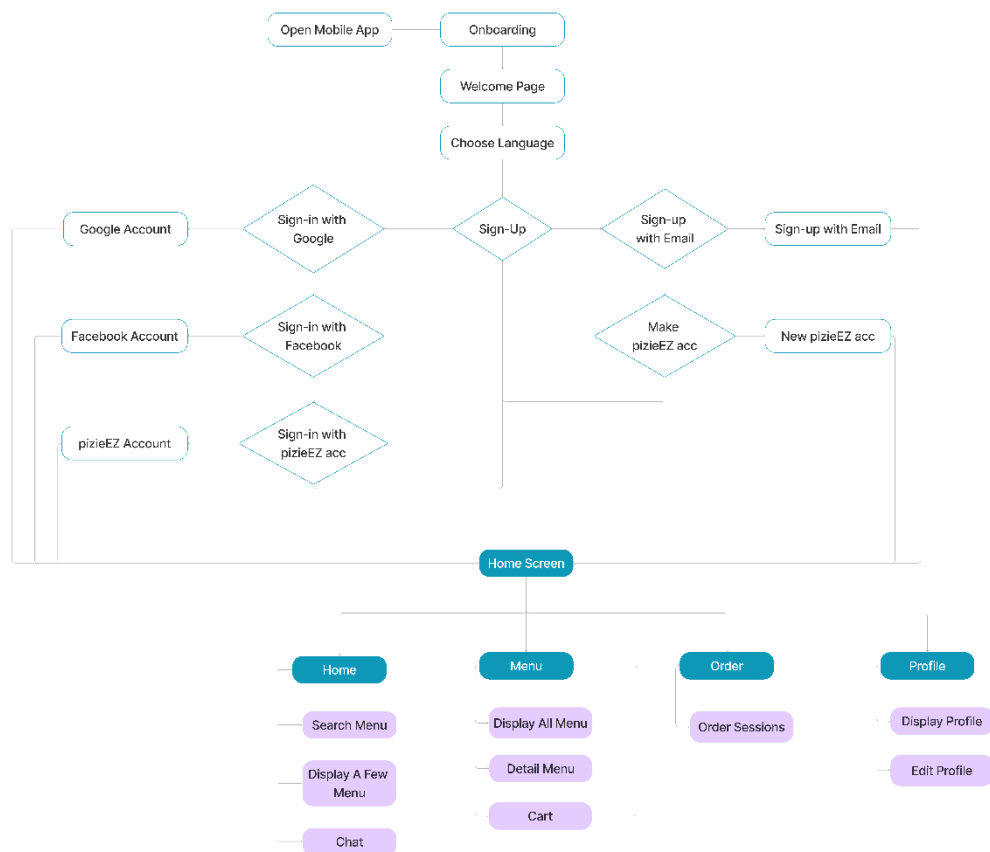 Open Mobile App
Onboarding
Welcome Page
Choose Language
Google Account
Sign-in with
Google
Sign-Up
Sign-up
with Email
Sign-up with Email
Facebook Account
Sign-in with
Facebook
Make
pizieEZ acc
New pizieEZ acc
pizieEZ Account
Sign-in with
pizieEZ acc
Home Screen
Home
Menu
Order
Profile
Search Menu
Display All Menu
Order Sessions
Display Profile
Display A Few
Menu
Detail Menu
Edit Profile
Chat
Cart